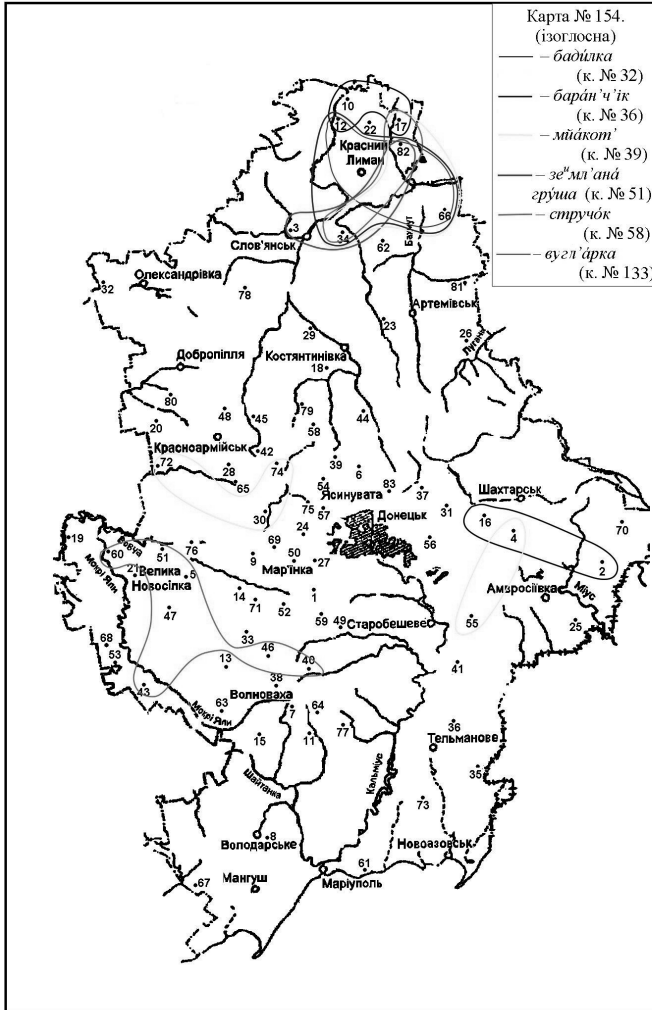 Карта № 154.
(ізоглосна)
– бади́лка
(к. № 32)
– бара́н'ч'ік
(к. № 36)
– мйа́кот'
(к. № 39)
– зеᵘмл'ана́
гру́ша (к. № 51)
– стручо́к
(к. № 58)
– вугл'а́рка
(к. № 133)
10
12
22
17
Красний
Лиман
82
3
Слов'янськ
34
62
Бахмут
66
Олександрівка
32
78
81
Артемівськ
23
29
26
Лугань
Костянтинівка
18
Добропілля
80
20
48
45
79
58
44
Красноармійськ
42
72
28
65
74
39
54
6
Ясинувата
83
37
Шахтарськ
30
75
57
24
Донецьк
31
16
4
70
19
60
Вовча
Мокрі Яли
51
76
69
50
56
2
21
Велика
Новосілка
5
9
Мар'їнка
27
Амвросіївка
Міус
14
71
52
1
47
59
49
Старобешеве
55
25
68
53
33
46
13
40
41
43
38
Волноваха
63
Мокрі Яли
7
64
15
11
77
36
Тельманове
35
Шайтанка
Кальміус
73
8
Володарське
Новоазовськ
67
Мангуш
Маріуполь
61